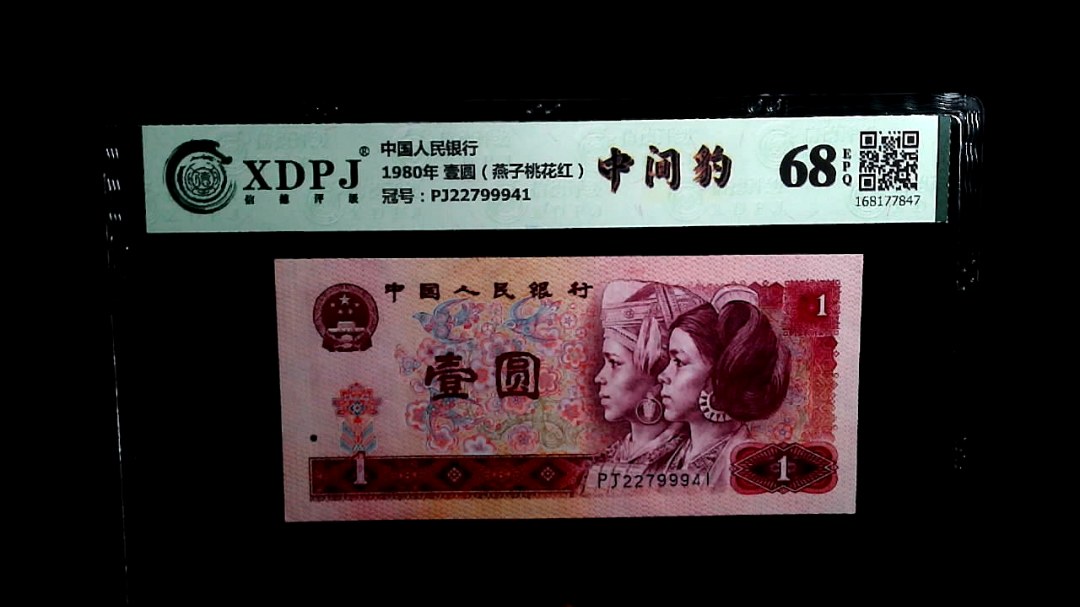 XDPJ®
信德评级
中国人民银行
1980年 壹圆（燕子桃花红）
冠号：PJ22799941
中间豹
68
EPQ
168177847
中国人民银行
1
壹圆
1
PJ22799941
1